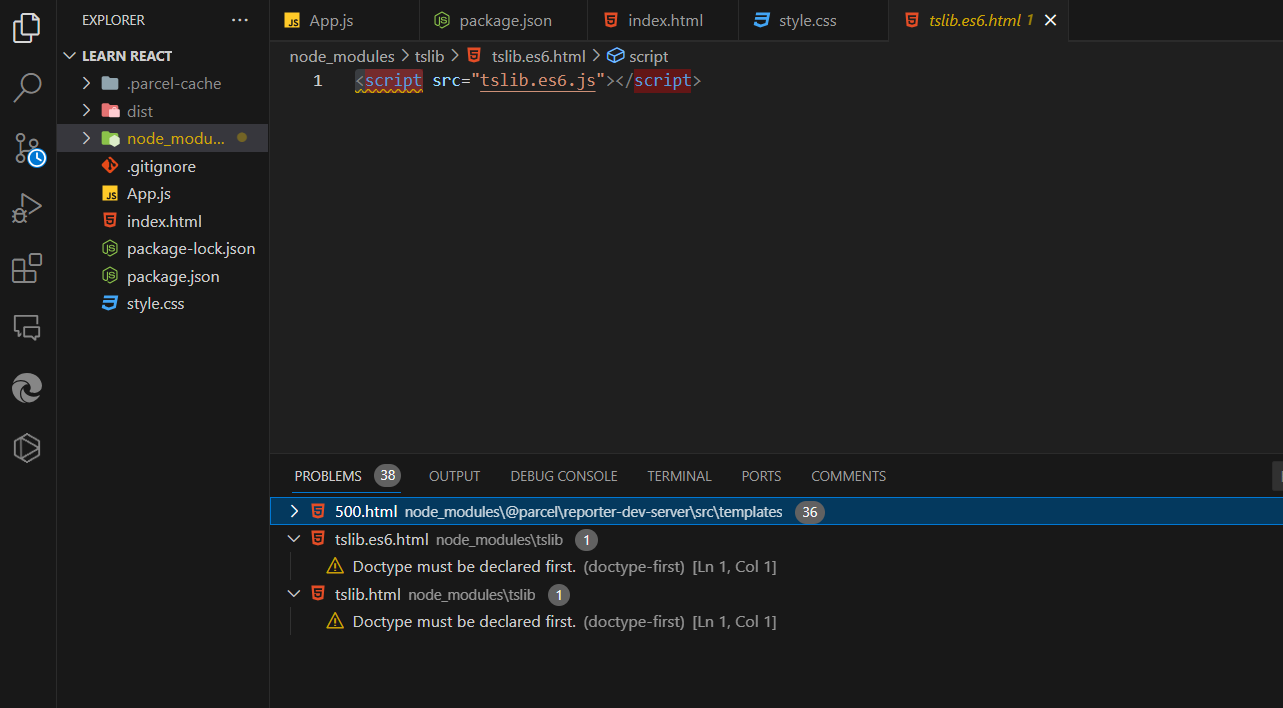 EXPLORER ...
App.js
package.json
index.html
style.css
tslib.es6.html 1
LEARN REACT
.parcel-cache
dist
node_modu...
.gitignore
App.js
index.html
package-lock.json
package.json
style.css
node_modules > tslib > tslib.es6.html > script
1 <script src="tslib.es6.js"></script>
PROBLEMS 38 OUTPUT DEBUG CONSOLE TERMINAL PORTS COMMENTS
500.html node_modules\@parcel\reporter-dev-server\src\templates 36
tslib.es6.html node_modules\tslib 1
Doctype must be declared first. (doctype-first) [Ln 1, Col 1]
tslib.html node_modules\tslib 1
Doctype must be declared first. (doctype-first) [Ln 1, Col 1]